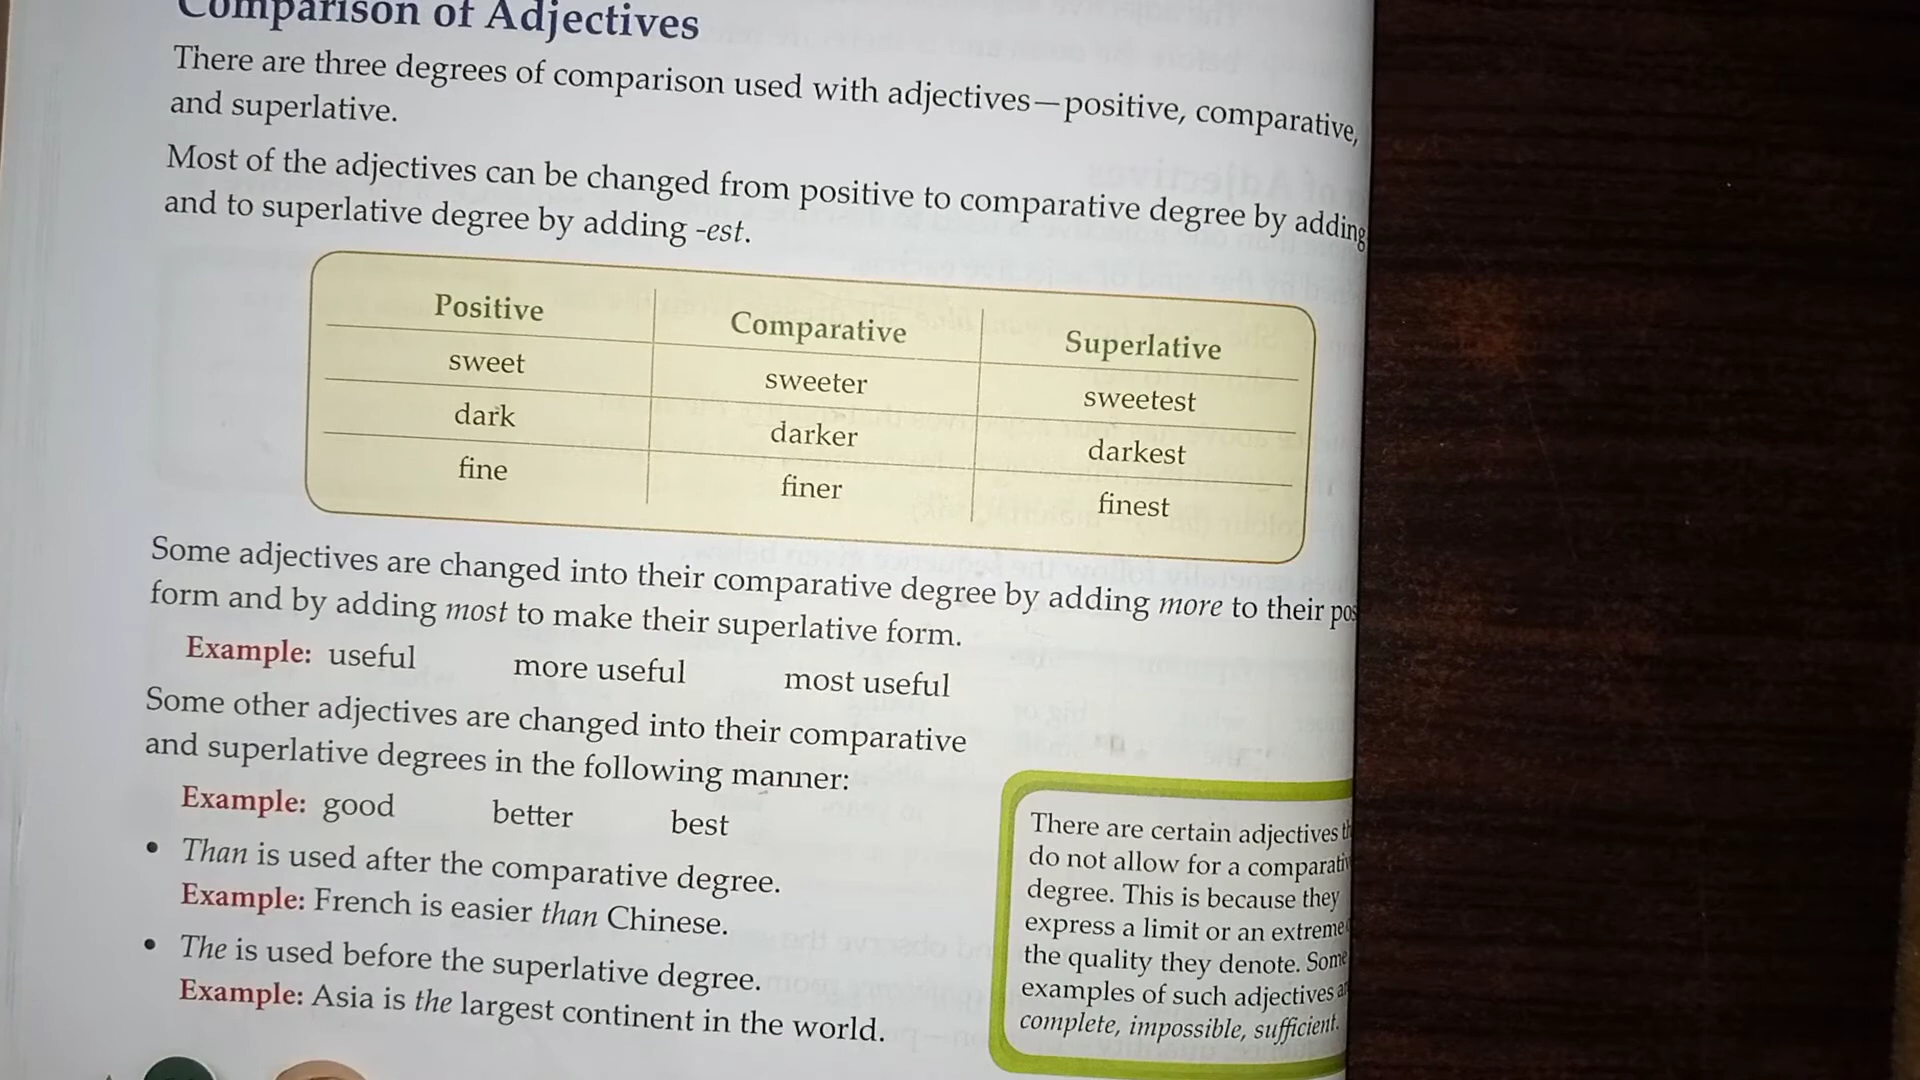 Comparison of Adjectives
There are three degrees of comparison used with adjectives—positive, comparative,
and superlative.
Most of the adjectives can be changed from positive to comparative degree by adding
and to superlative degree by adding -est.
Positive Comparative Superlative
sweet sweeter sweetest
dark darker darkest
fine finer finest
Some adjectives are changed into their comparative degree by adding more to their
form and by adding most to make their superlative form.
Example: useful more useful most useful
Some other adjectives are changed into their comparative
and superlative degrees in the following manner:
Example: good better best
• Than is used after the comparative degree.
Example: French is easier than Chinese.
• The is used before the superlative degree.
Example: Asia is the largest continent in the world.
There are certain adjectives
do not allow for a
degree. This is because they
express a limit or an extreme
the quality they denote. Some
examples of such adjectives
complete, impossible, sufficient.